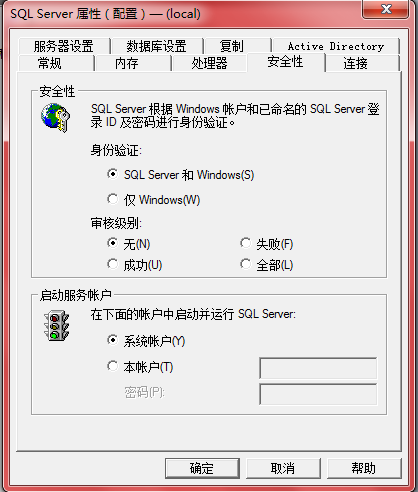 SQL Server 属性（配置）— (local)
服务器设置 数据库设置 复制 Active Directory
常规 内存 处理器 安全性 连接
安全性
SQL Server 根据 Windows 帐户和已命名的 SQL Server 登
录 ID 及密码进行身份验证。
身份验证:
SQL Server 和 Windows(S)
仅 Windows(W)
审核级别:
无(N) 失败(F)
成功(U) 全部(L)
启动服务帐户
在下面的帐户中启动并运行 SQL Server:
系统帐户(Y)
本帐户(T)
密码(P):
确定 取消 帮助